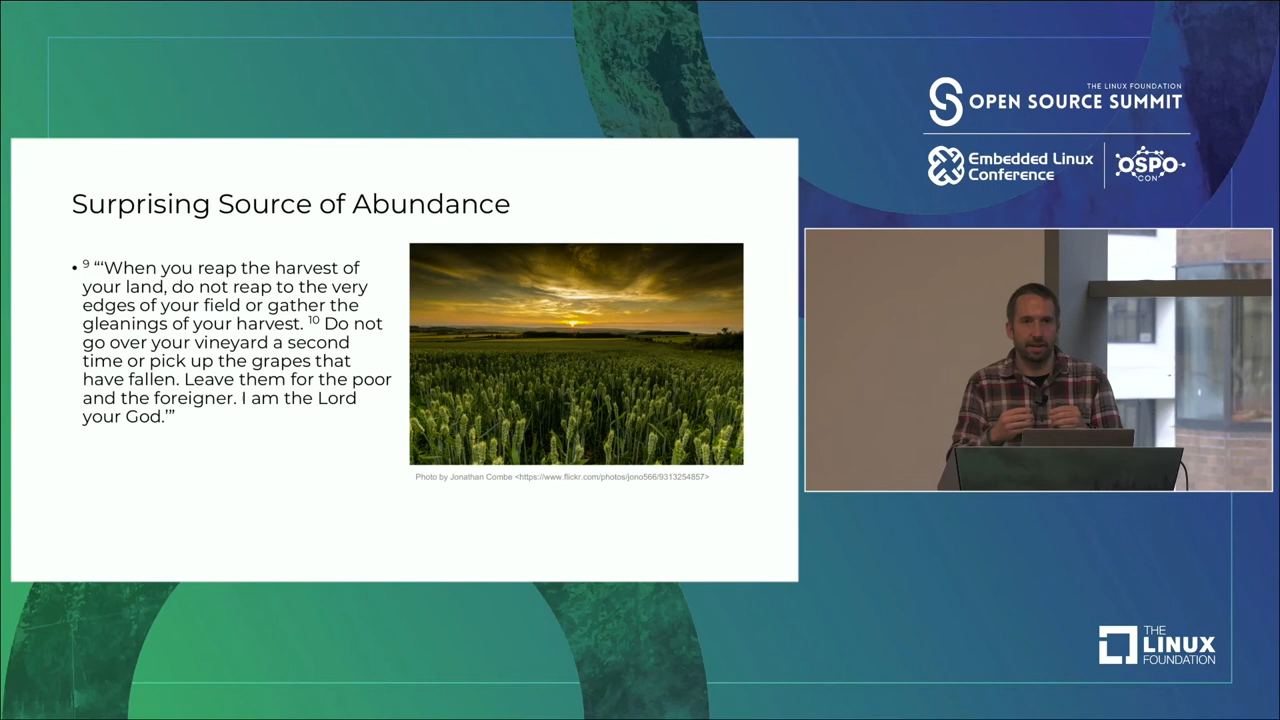 THE LINUX FOUNDATION
OPEN SOURCE SUMMIT
Embedded Linux
Conference
OSPO
CON
Surprising Source of Abundance
• ⁹ “‘When you reap the harvest of
your land, do not reap to the very
edges of your field or gather the
gleanings of your harvest. ¹⁰ Do not
go over your vineyard a second
time or pick up the grapes that
have fallen. Leave them for the poor
and the foreigner. I am the Lord
your God.’”
Photo by Jonathan Combe <https://www.flickr.com/photos/jono566/9313254857>
THE
LINUX
FOUNDATION